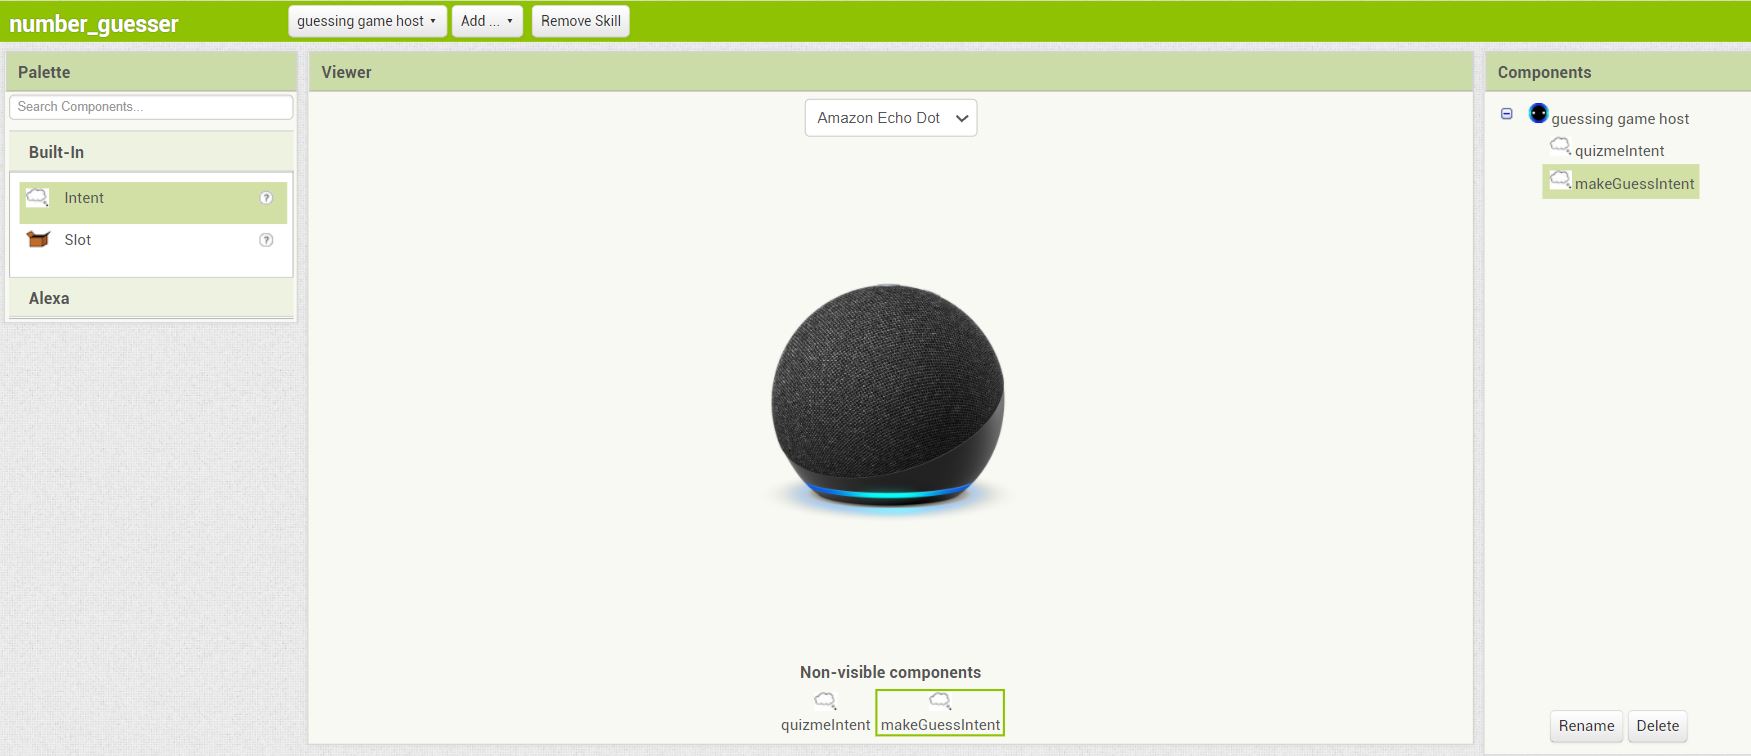 number_guesser
guessing game host
Add ...
Remove Skill
Palette
Search Components...
Built-In
Intent
?
Slot
?
Alexa
Viewer
Amazon Echo Dot
Non-visible components
quizmeIntent
makeGuessIntent
Components
guessing game host
quizmeIntent
makeGuessIntent
Rename
Delete